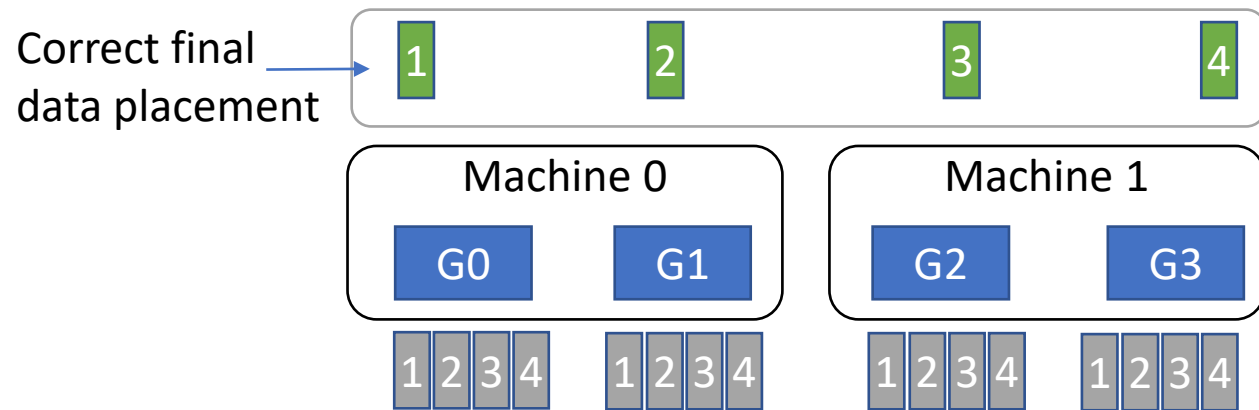 Correct final
data placement
1 2 3 4
Machine 0 Machine 1
G0 G1 G2 G3
1 2 3 4 1 2 3 4 1 2 3 4 1 2 3 4